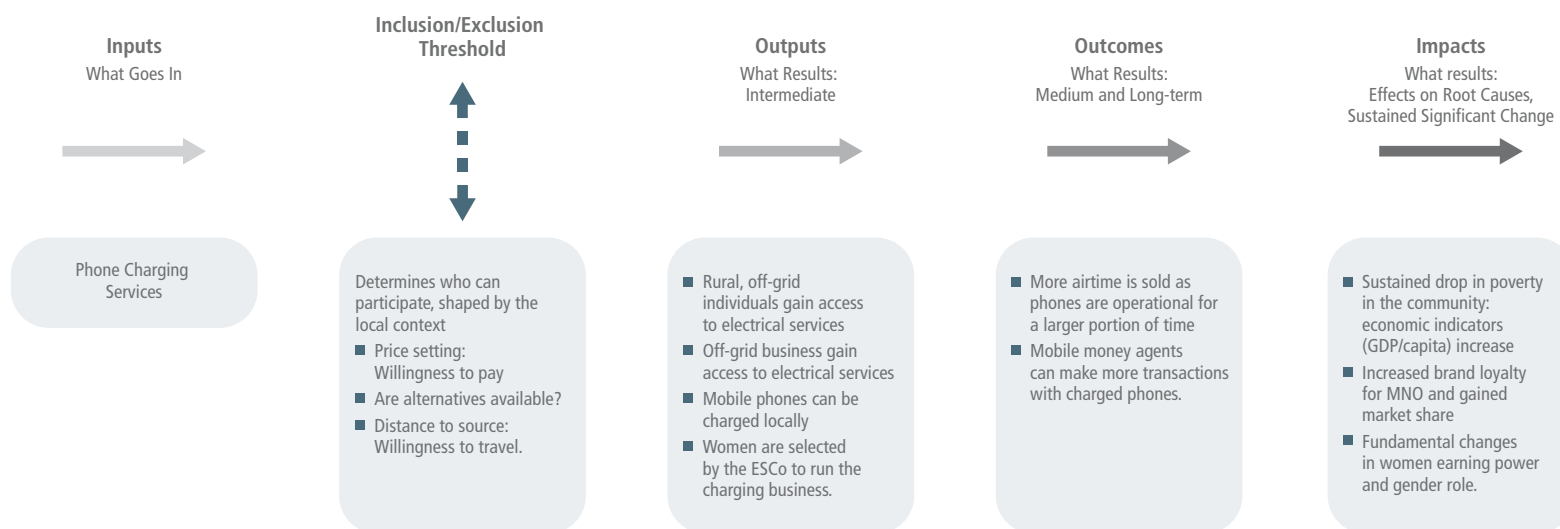 Inputs
What Goes In
Inclusion/Exclusion
Threshold
Outputs
What Results:
Intermediate
Outcomes
What Results:
Medium and Long-term
Impacts
What results:
Effects on Root Causes,
Sustained Significant Change
Phone Charging
Services
Determines who can
participate, shaped by the
local context
Price setting:
Willingness to pay
Are alternatives available?
Distance to source:
Willingness to travel.
Rural, off-grid
individuals gain access
to electrical services
Off-grid business gain
access to electrical services
Mobile phones can be
charged locally
Women are selected
by the ESCo to run the
charging business.
More airtime is sold as
phones are operational for
a larger portion of time
Mobile money agents
can make more transactions
with charged phones.
Sustained drop in poverty
in the community:
economic indicators
(GDP/capita) increase
Increased brand loyalty
for MNO and gained
market share
Fundamental changes
in women earning power
and gender role.